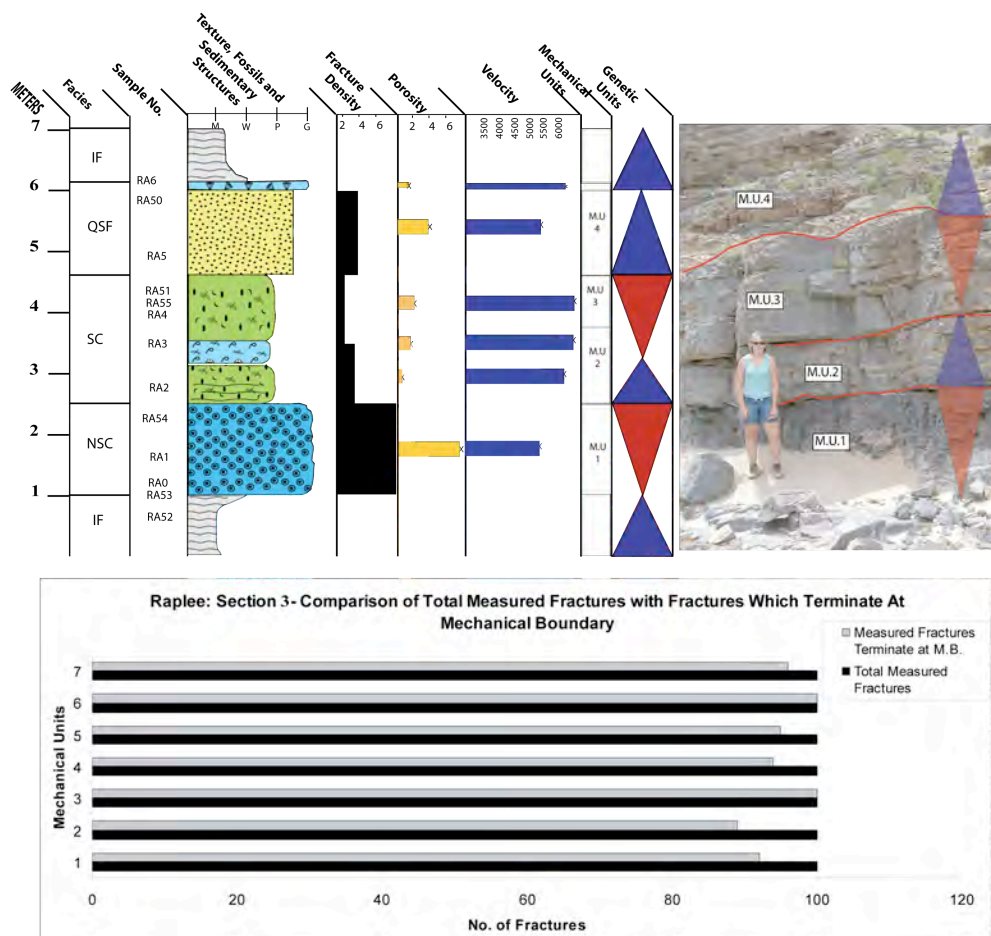 METERS
Facies
Sample No.
Texture, Fossils and
Sedimentary
Structures
Fracture
Density
Porosity
Velocity
Mechanical
Units
Genetic
Units
M W P G
2 4 6
2 4 6
3500 4000 4500 5000 5500 6000
7
IF
RA6
6
RA50
QSF
M.U 4
5
RA5
RA51
M.U 3
4
RA55
RA4
SC
RA3
M.U 2
3
RA2
RA54
2
NSC
RA1
M.U 1
RA0
1
RA53
RA52
IF
M.U.4
M.U.3
M.U.2
M.U.1
Raplee: Section 3- Comparison of Total Measured Fractures with Fractures Which Terminate At
Mechanical Boundary
Measured Fractures
Terminate at M.B.
Total Measured
Fractures
Mechanical Units
7
6
5
4
3
2
1
0 20 40 60 80 100 120
No. of Fractures